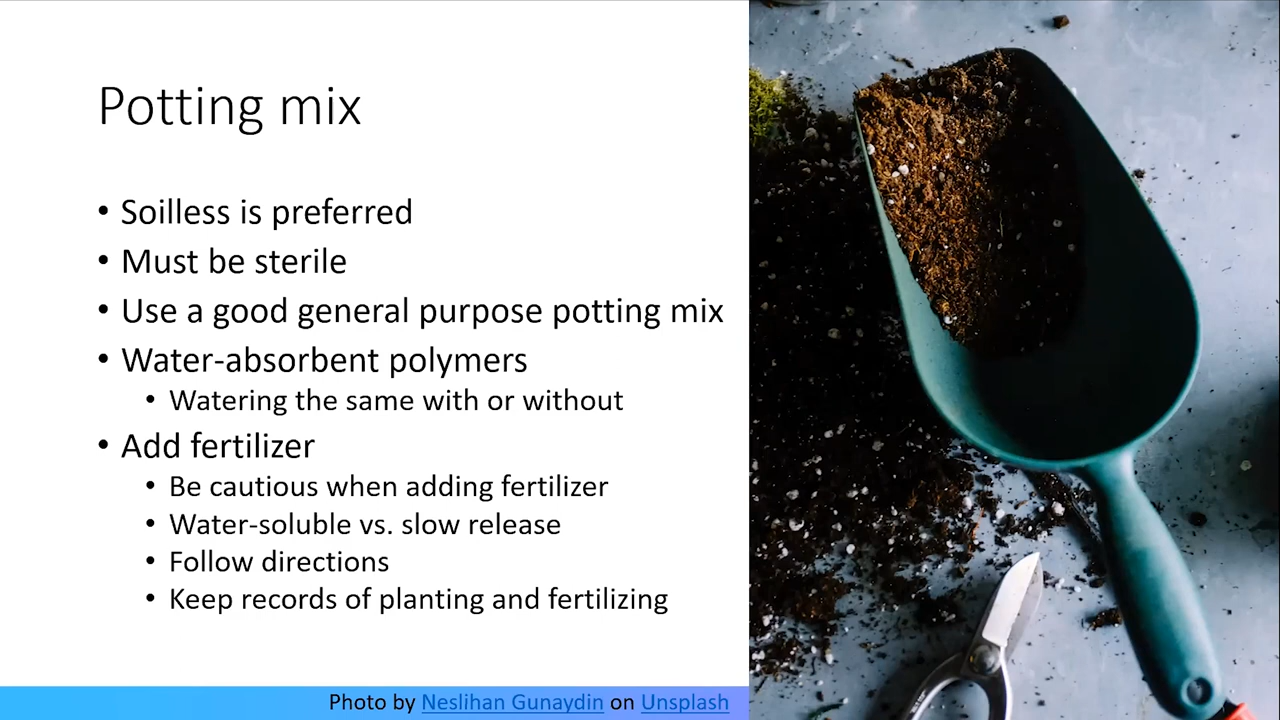 Potting mix
• Soilless is preferred
• Must be sterile
• Use a good general purpose potting mix
• Water-absorbent polymers
• Watering the same with or without
• Add fertilizer
• Be cautious when adding fertilizer
• Water-soluble vs. slow release
• Follow directions
• Keep records of planting and fertilizing
Photo by Neslihan Gunaydin on Unsplash